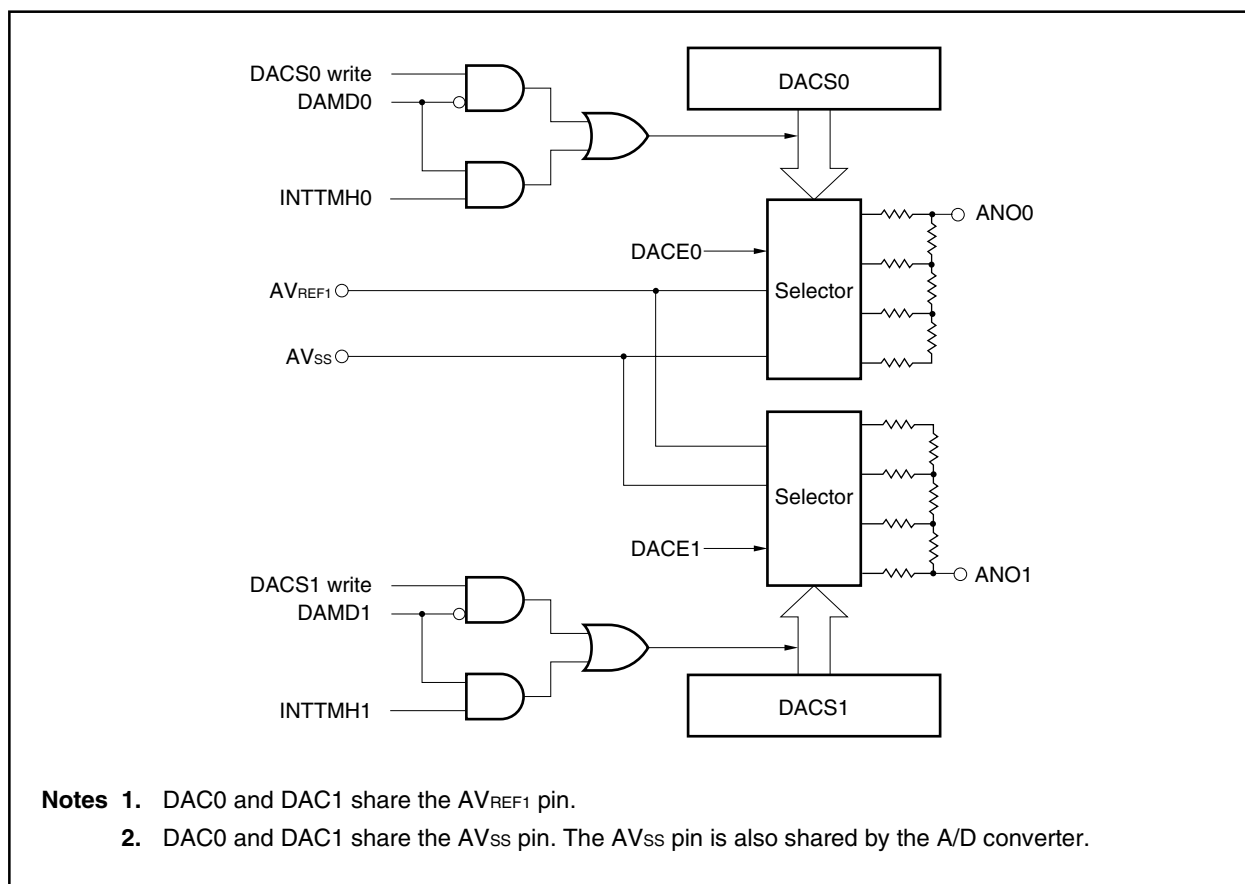 DACS0 write
DAMD0
INTTMH0
DACS0
ANO0
DACE0
Selector
AVREF1
AVSS
Selector
DACE1
ANO1
DACS1 write
DAMD1
INTTMH1
DACS1
Notes 1. DAC0 and DAC1 share the AVREF1 pin.
2. DAC0 and DAC1 share the AVSS pin. The AVSS pin is also shared by the A/D converter.